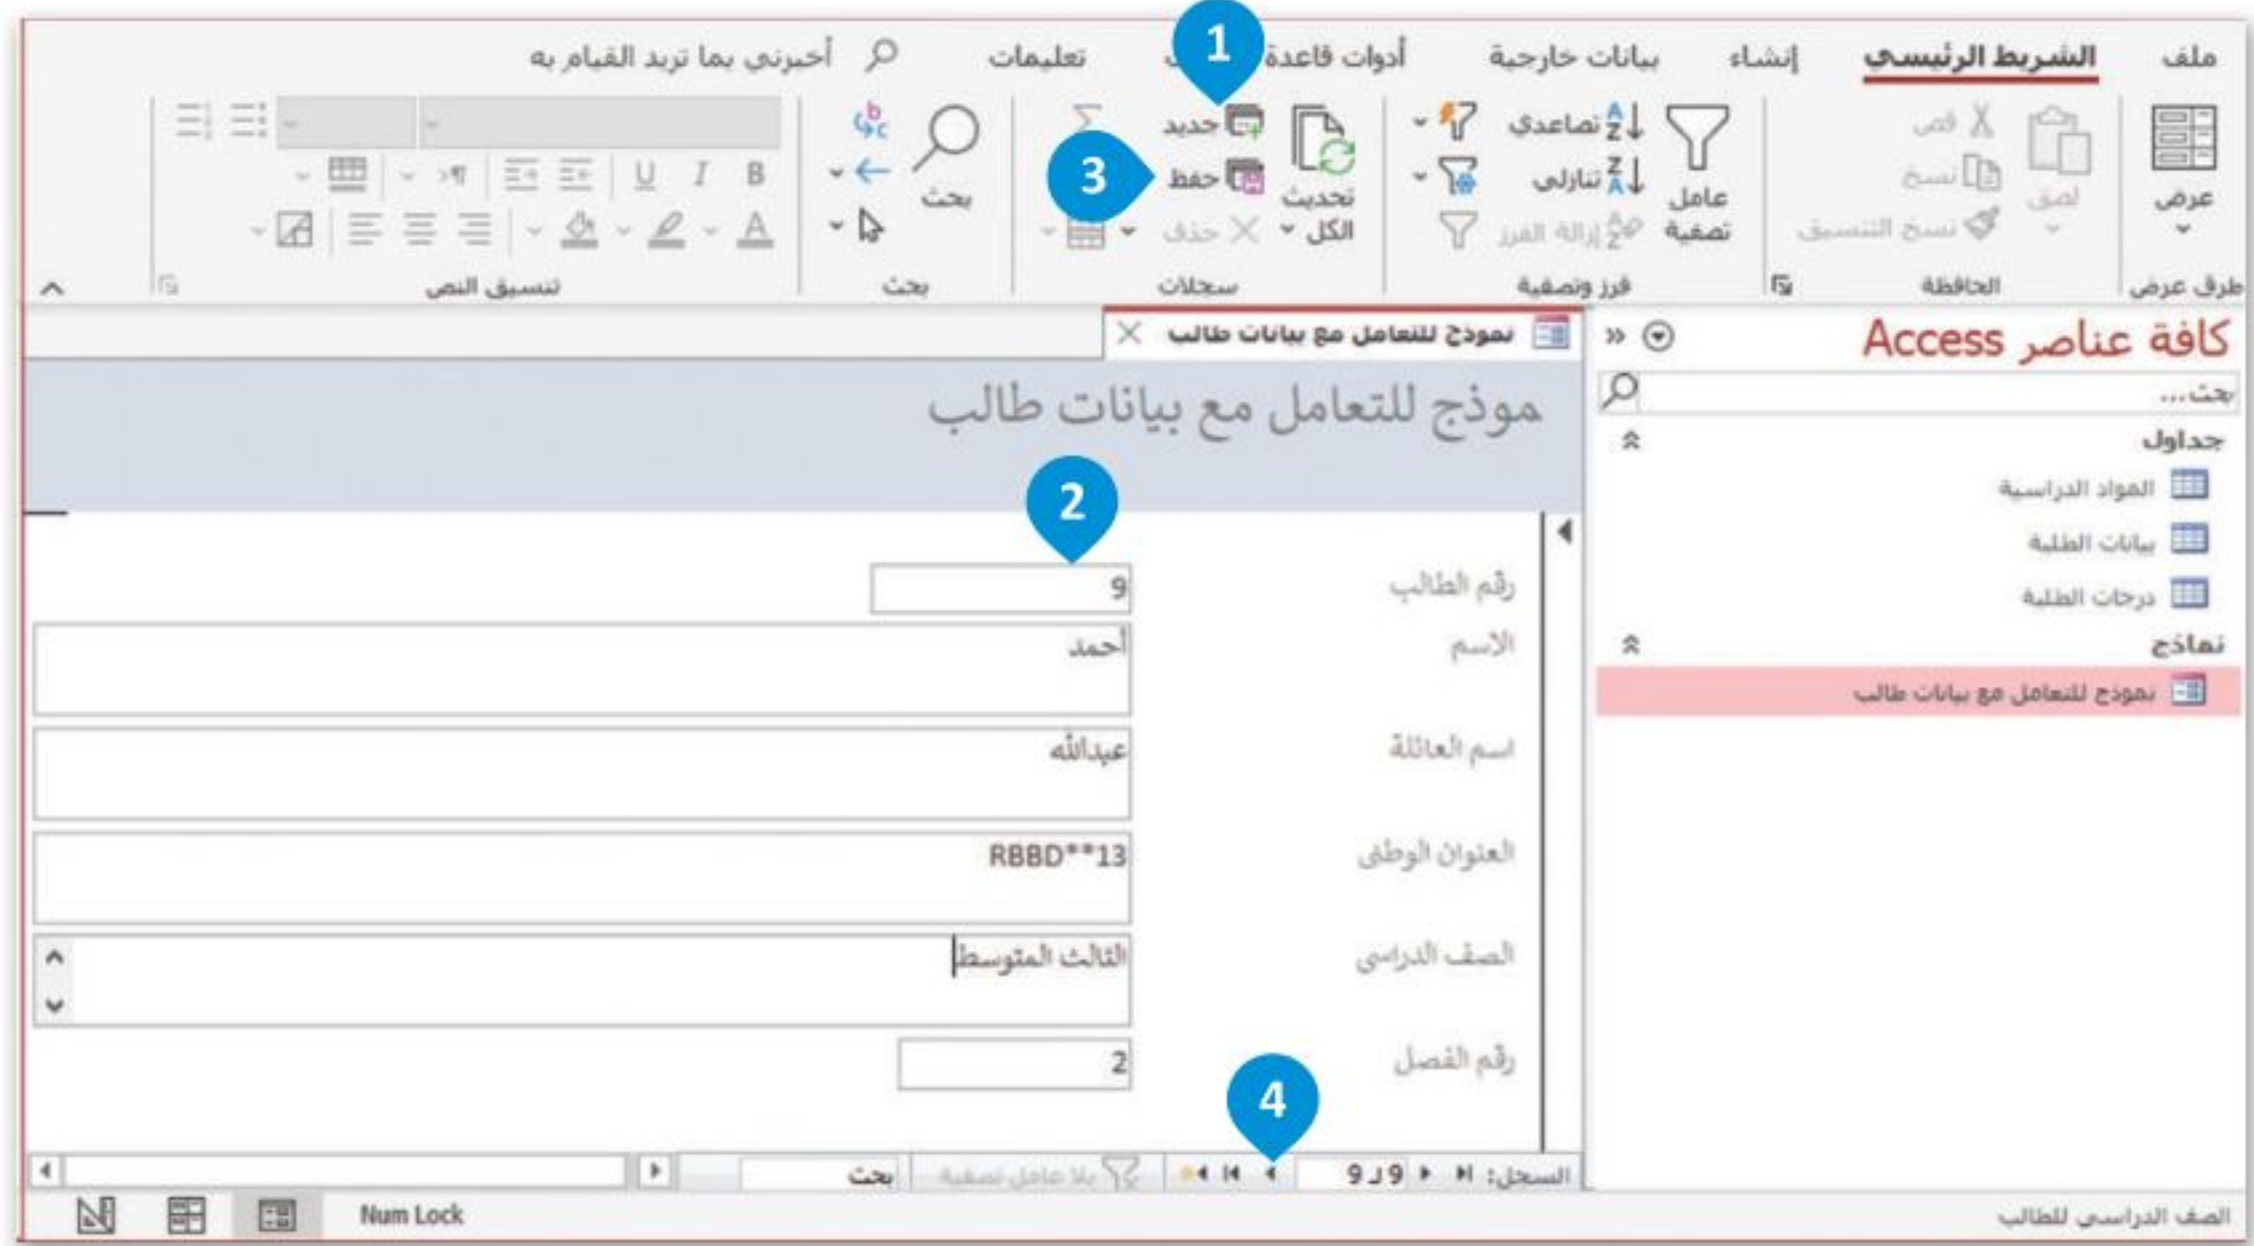 ملف الشريط الرئيسي إنشاء بيانات خارجية أدوات قاعدة تعليمات أخبرني بما تريد القيام به
1
عرض
طرق عرض
لصق
قص
نسخ
نسخ التنسيق
الحافظة
عامل تصفية
تصاعدي
تنازلي
إزالة الفرز
فرز وتصفية
تحديث الكل
جديد
حفظ
حذف
سجلات
3
بحث
بحث
B I U
A
تنسيق النص
كافة عناصر Access
بحث...
جداول
المواد الدراسية
بيانات الطلبة
درجات الطلبة
نماذج
نموذج للتعامل مع بيانات طالب
نموذج للتعامل مع بيانات طالب
موذج للتعامل مع بيانات طالب
2
رقم الطالب 9
الاسم أحمد
اسم العائلة عبدالله
العنوان الوطني RBBD**13
الصف الدراسي الثالث المتوسط
رقم الفصل 2
4
السجل: 9 لـ 9 بلا عامل تصفية بحث
الصف الدراسي للطالب Num Lock